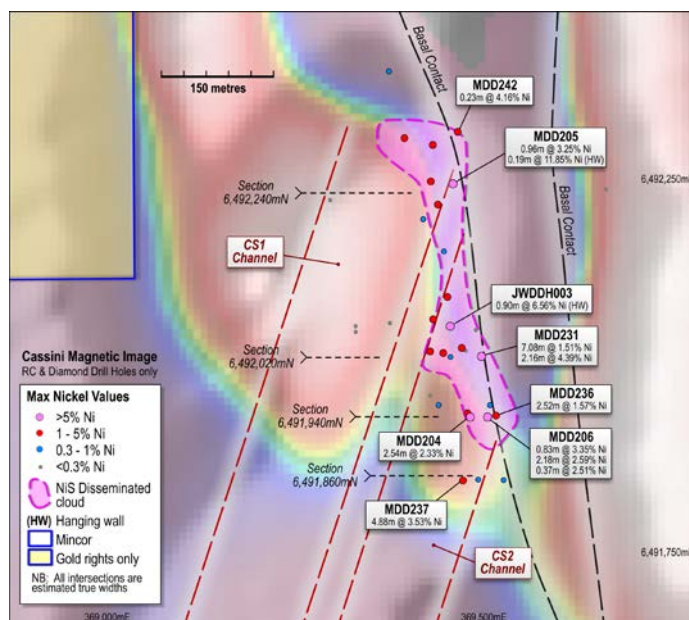 150 metres
Basal Contact
MDD242
0.23m @ 4.16% Ni
MDD205
0.96m @ 3.25% Ni
0.19m @ 11.85% Ni (HW)
Section
6,492,240mN
6,492,250mN
Basal Contact
CS1
Channel
JWDDH003
0.90m @ 6.56% Ni (HW)
MDD231
7.08m @ 1.51% Ni
2.16m @ 4.39% Ni
Section
6,492,020mN
Cassini Magnetic Image
RC & Diamond Drill Holes only
Max Nickel Values
>5% Ni
1 - 5% Ni
0.3 - 1% Ni
<0.3% Ni
NiS Disseminated
cloud
(HW) Hanging wall
Mincor
Gold rights only
NB: All intersections are
estimated true widths
MDD236
2.52m @ 1.57% Ni
Section
6,491,940mN
MDD204
2.54m @ 2.33% Ni
MDD206
0.83m @ 3.35% Ni
2.18m @ 2.59% Ni
0.37m @ 2.51% Ni
Section
6,491,860mN
MDD237
4.88m @ 3.53% Ni
CS2
Channel
6,491,750mN
369,000mE
369,500mE